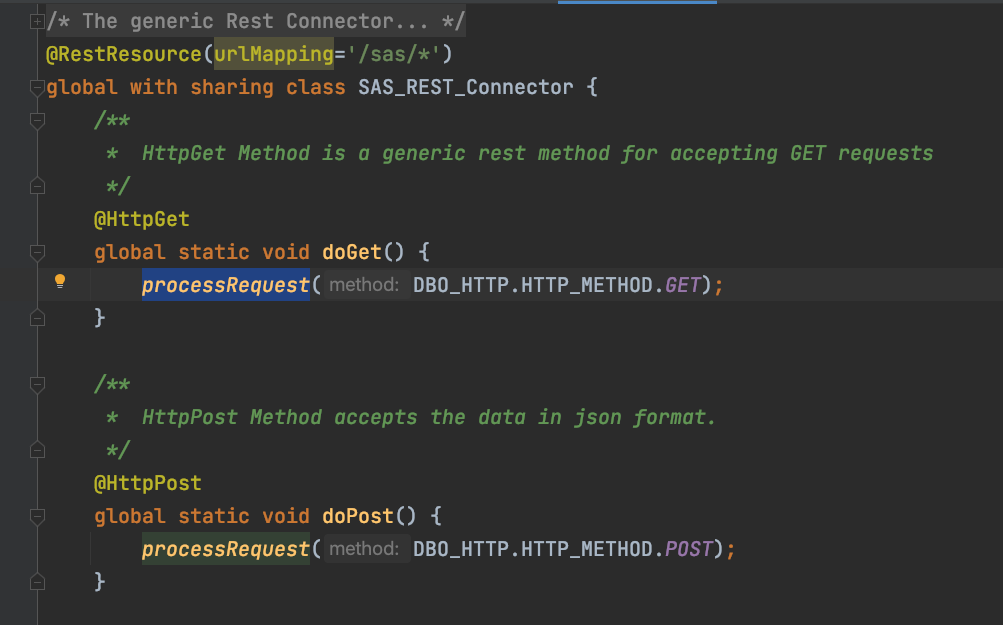 /* The generic Rest Connector... */
@RestResource(urlMapping='/sas/*')
global with sharing class SAS_REST_Connector {
/**
* HttpGet Method is a generic rest method for accepting GET requests
*/
@HttpGet
global static void doGet() {
processRequest( method: DBO_HTTP.HTTP_METHOD.GET);
}
/**
* HttpPost Method accepts the data in json format.
*/
@HttpPost
global static void doPost() {
processRequest( method: DBO_HTTP.HTTP_METHOD.POST);
}